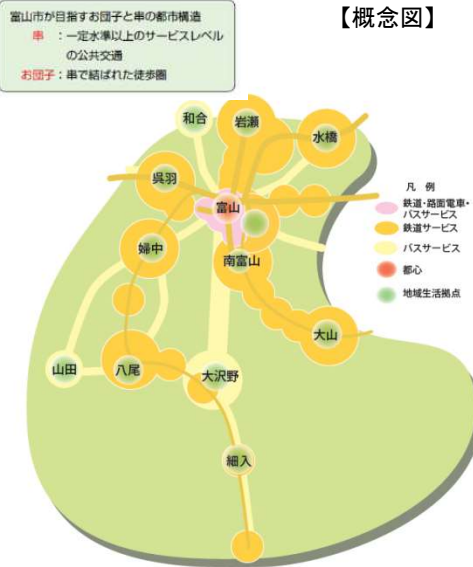 富山市が目指すお団子と串の都市構造
串 :一定水準以上のサービスレベル
の公共交通
お団子:串で結ばれた徒歩圏
【概念図】
和合
岩瀬
水橋
呉羽
富山
婦中
南富山
大山
山田
八尾
大沢野
細入
凡 例
鉄道・路面電車・
バスサービス
鉄道サービス
バスサービス
都心
地域生活拠点